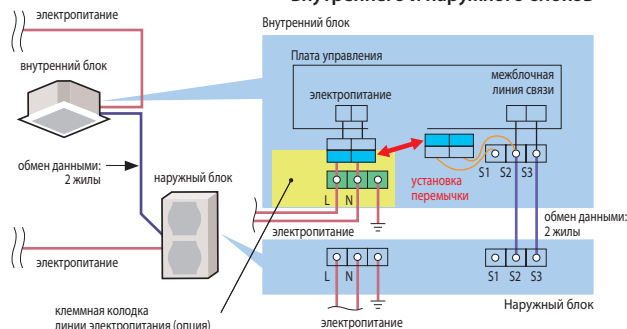 внутреннего и наружного блоков
электропитание
Внутренний блок
Плата управления
внутренний блок
электропитание
межблочная
линия связи
обмен данными:
2 жилы
наружный блок
S1 S2 S3
установка
перемычки
L N
обмен данными:
2 жилы
электропитание
электропитание
L N
S1 S2 S3
Наружный блок
клеммная колодка
линии электропитания (опция)
электропитание